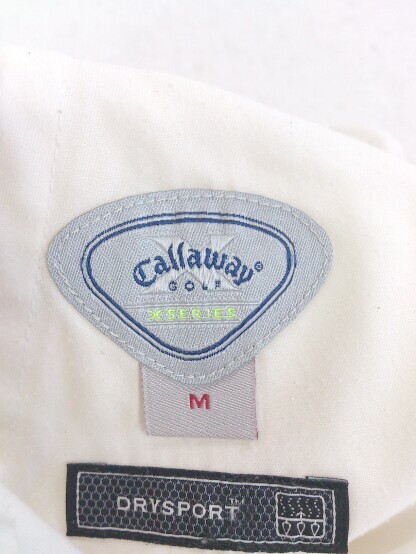 Callaway®
GOLF
X SERIES
M
DRYSPORT™